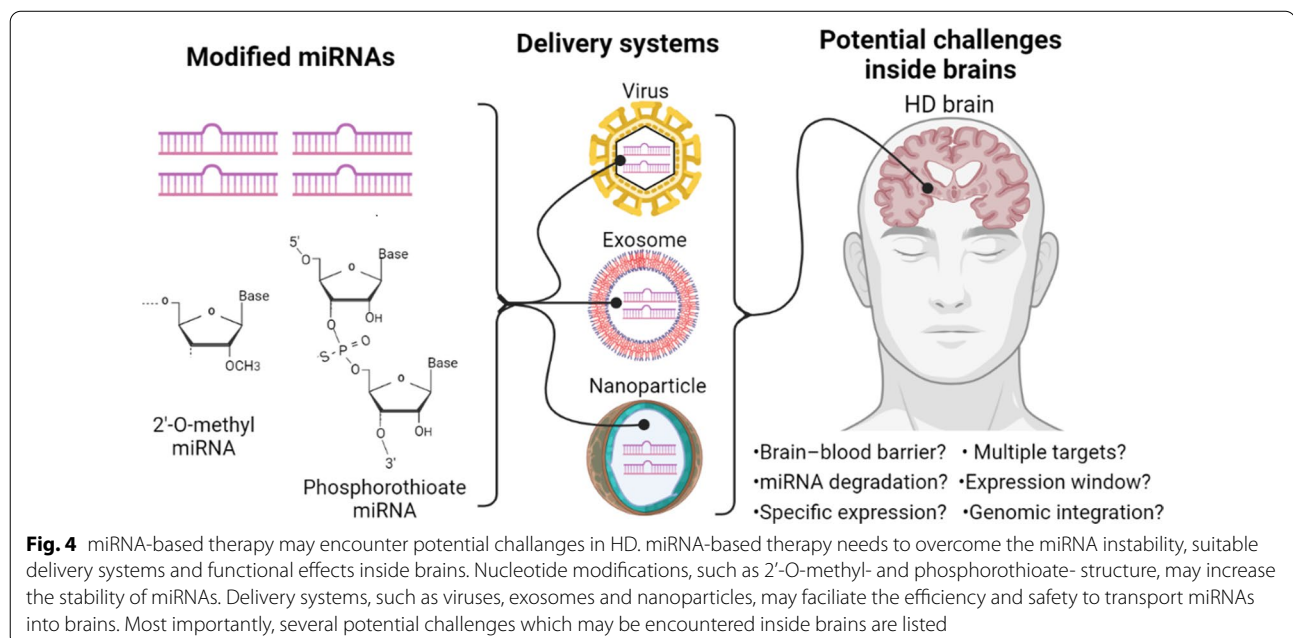 Modified miRNAs
5'
O
Base
O
O
OH
S-P=O
O
Base
O
O
OH
3'
Phosphorothioate
miRNA
....o
Base
O
OCH3
2'-O-methyl
miRNA
Delivery systems
Virus
Exosome
Nanoparticle
Potential challenges
inside brains
HD brain
•Brain–blood barrier? • Multiple targets?
•miRNA degradation? •Expression window?
•Specific expression? •Genomic integration?
Fig. 4 miRNA-based therapy may encounter potential challanges in HD. miRNA-based therapy needs to overcome the miRNA instability, suitable
delivery systems and functional effects inside brains. Nucleotide modifications, such as 2'-O-methyl- and phosphorothioate- structure, may increase
the stability of miRNAs. Delivery systems, such as viruses, exosomes and nanoparticles, may faciliate the efficiency and safety to transport miRNAs
into brains. Most importantly, several potential challenges which may be encountered inside brains are listed